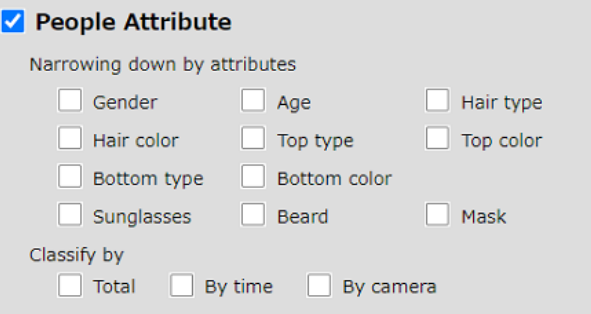 People Attribute
Narrowing down by attributes
Gender Age Hair type
Hair color Top type Top color
Bottom type Bottom color
Sunglasses Beard Mask
Classify by
Total By time By camera